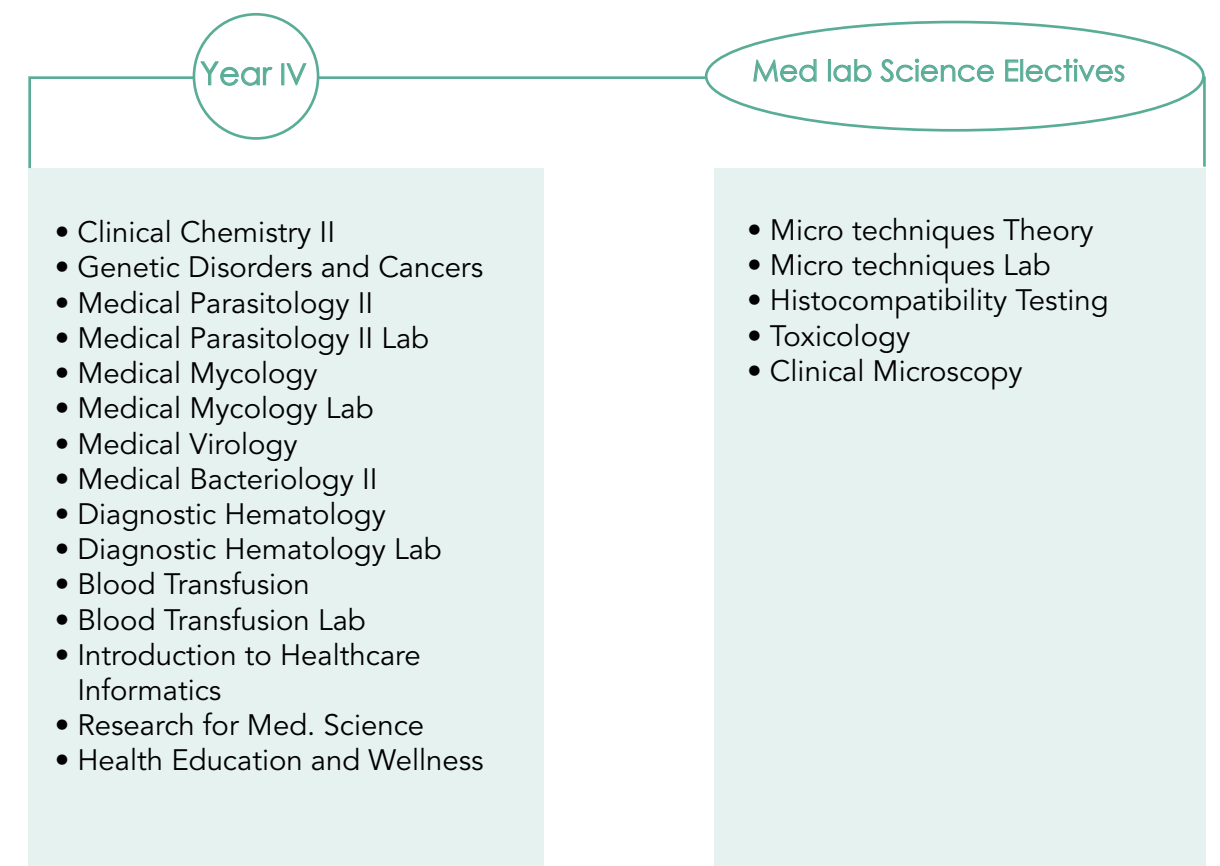 Year IV
Med lab Science Electives
• Clinical Chemistry II
• Genetic Disorders and Cancers
• Medical Parasitology II
• Medical Parasitology II Lab
• Medical Mycology
• Medical Mycology Lab
• Medical Virology
• Medical Bacteriology II
• Diagnostic Hematology
• Diagnostic Hematology Lab
• Blood Transfusion
• Blood Transfusion Lab
• Introduction to Healthcare
Informatics
• Research for Med. Science
• Health Education and Wellness
• Micro techniques Theory
• Micro techniques Lab
• Histocompatibility Testing
• Toxicology
• Clinical Microscopy